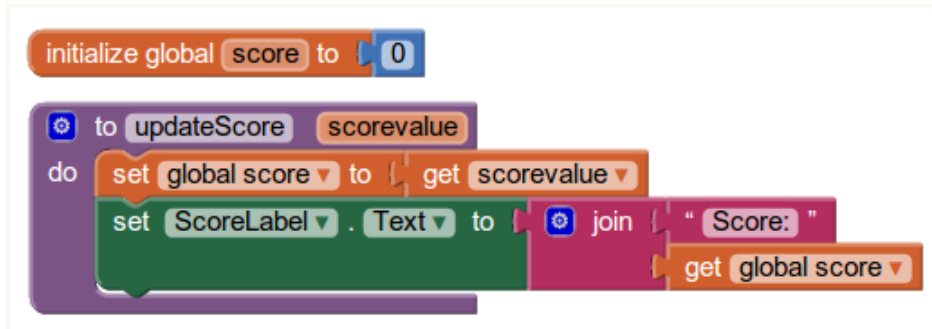 initialize global score to 0
to updateScore scorevalue
do set global score to get scorevalue
set ScoreLabel . Text to join " Score: "
get global score